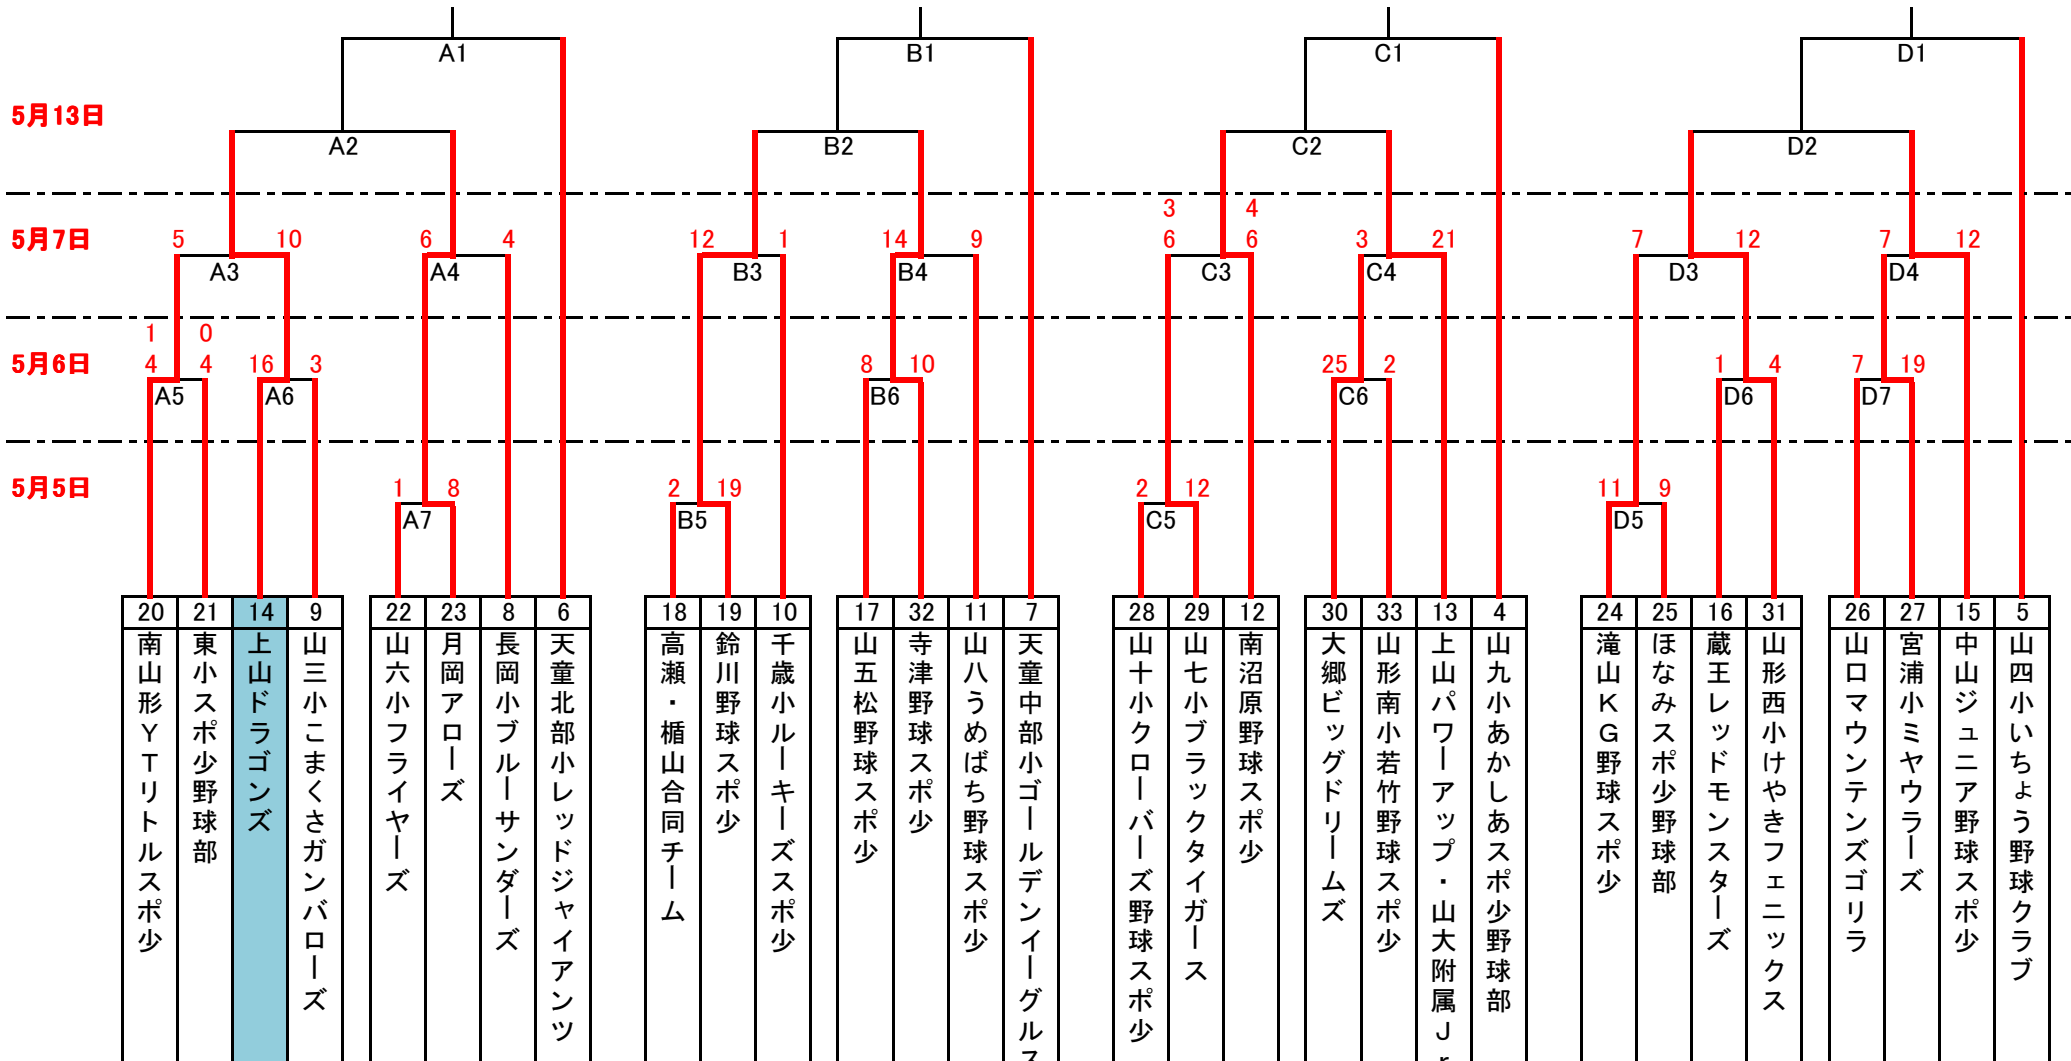 A1 B1 C1 D1
5月13日
A2 B2 C2 D2
3 4
5月7日 5 10 6 4 12 1 14 9 6 6 3 21 7 12 7 12
A3 A4 B3 B4 C3 C4 D3 D4
1 0
5月6日 4 4 16 3 8 10 25 2 1 4 7 19
A5 A6 B6 C6 D6 D7
5月5日 1 8 2 19 2 12 11 9
A7 B5 C5 D5
20 21 14 9 22 23 8 6 18 19 10 17 32 11 7 28 29 12 30 33 13 4 24 25 16 31 26 27 15 5
南山形YTリトルスポ少
東小スポ少野球部
上山ドラゴンズ
山三小こまくさガンバローズ
山六小フライヤーズ
月岡アローズ
長岡小ブルーサンダーズ
天童北部小レッドジャイアンツ
高瀬・楯山合同チーム
鈴川野球スポ少
千歳小ルーキーズスポ少
山五松野球スポ少
寺津野球スポ少
山八うめばち野球スポ少
天童中部小ゴールデンイーグルス
山十小クローバーズ野球スポ少
山七小ブラックタイガース
南沼原野球スポ少
大郷ビッグドリームズ
山形南小若竹野球スポ少
上山パワーアップ・山大附属Jr
山九小あかしあスポ少野球部
滝山KG野球スポ少
ほなみスポ少野球部
蔵王レッドモンスターズ
山形西小けやきフェニックス
山口マウンテンズゴリラ
宮浦小ミヤウラーズ
中山ジュニア野球スポ少
山四小いちょう野球クラブ